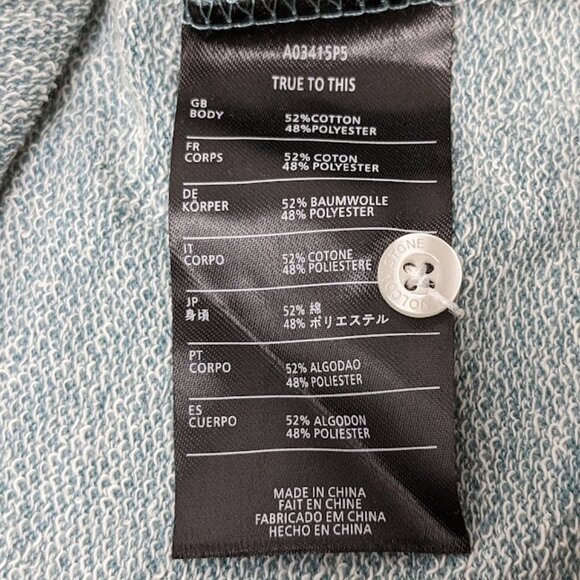 A03415P5
TRUE TO THIS
GB
BODY
52%COTTON
48%POLYESTER
FR
CORPS
52% COTON
48%POLYESTER
DE
KÖRPER
52% BAUMWOLLE
48% POLYESTER
IT
CORPO
52% COTONE
48% POLIESTERE
JP
身頃
52% 綿
48% ポリエステル
PT
CORPO
52% ALGODAO
48% POLIESTER
ES
CUERPO
52% ALGODON
48% POLIESTER
MADE IN CHINA
FAIT EN CHINE
FABRICADO EM CHINA
HECHO EN CHINA
VOLCOM
STONE